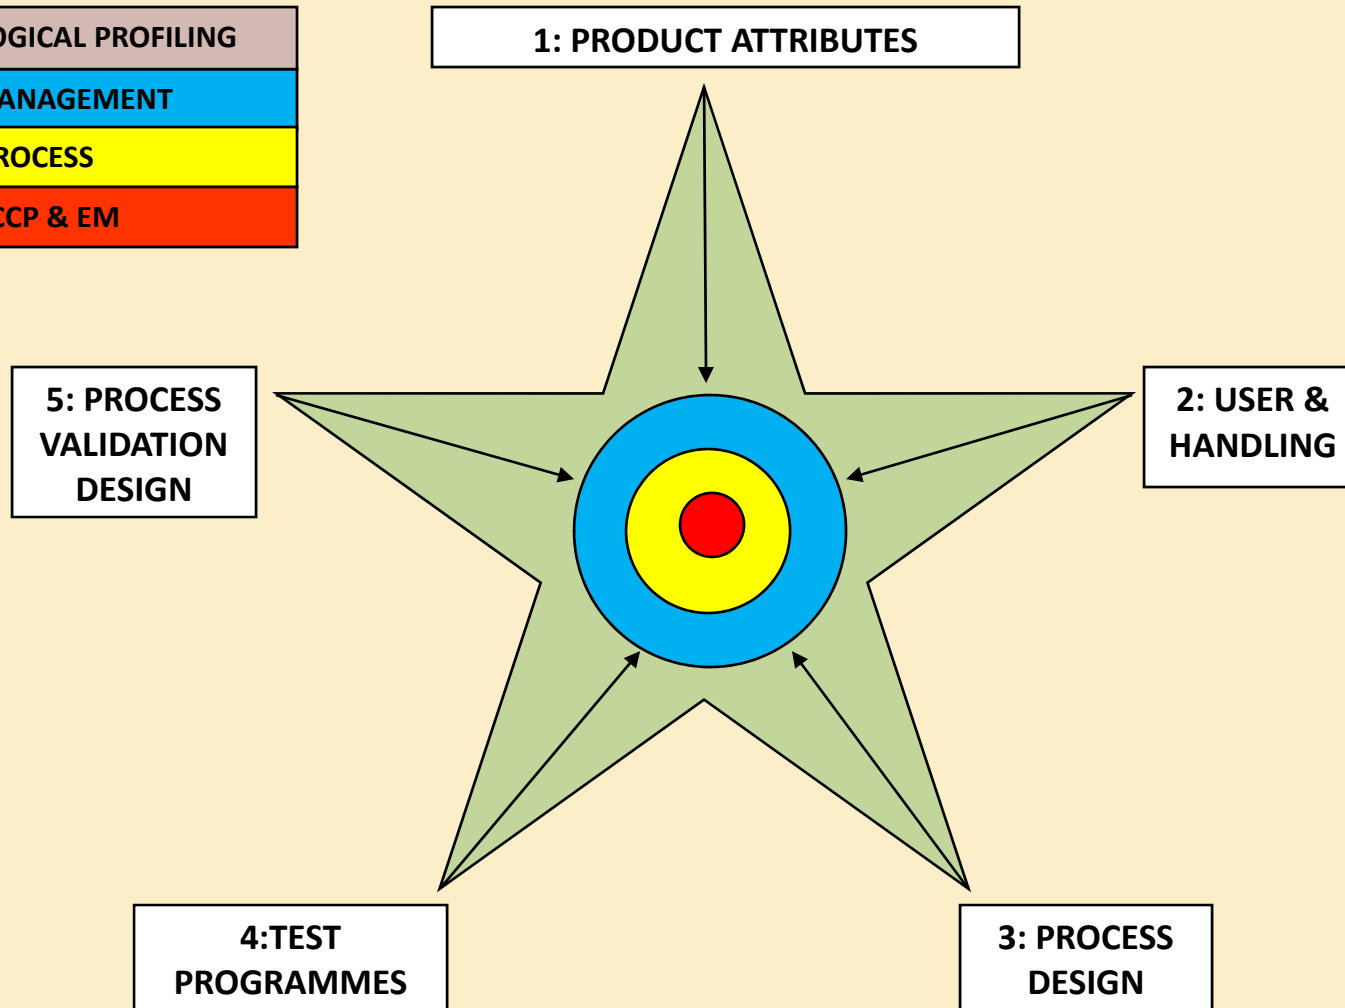 OGICAL PROFILING
ANAGEMENT
ROCESS
CCP & EM
1: PRODUCT ATTRIBUTES
5: PROCESS
VALIDATION
DESIGN
2: USER &
HANDLING
4:TEST
PROGRAMMES
3: PROCESS
DESIGN